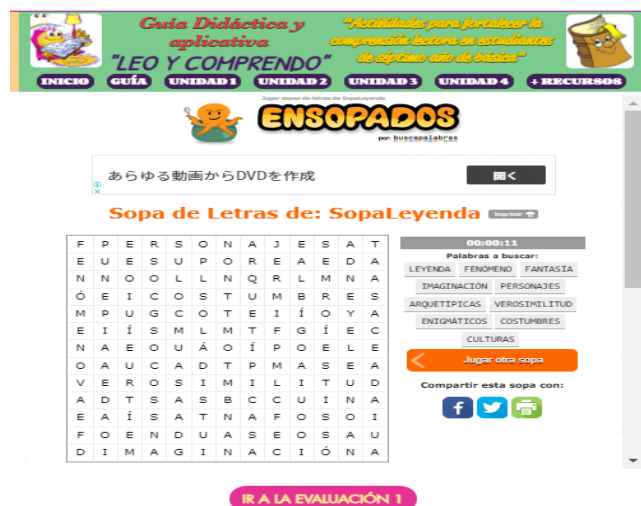 Guía Didáctica y
aplicativa
"LEO Y COMPRENDO"
"Actividades para fortalecer la
comprensión lectora en estudiantes
de séptimo año de básica"
INICIO GUÍA UNIDAD 1 UNIDAD 2 UNIDAD 3 UNIDAD 4 + RECURSOS
Jugar sopas de letras de SopaLeyenda
ENSOPADOS
por: buscapalabras
あらゆる動画からDVDを作成
開く
Sopa de Letras de: SopaLeyenda Imprimir
F P E R S O N A J E S A T
E U E S U P O R E A E D A
N N O O L L N Q R L M N A
Ó E I C O S T U M B R E S
M P U G C O T E I Í O Y A
E I Í S M L M T F G Í E C
N A E O U Á O Í P O E L E
O A U C A D T P M A S E A
V E R O S I M I L I T U D
A D T S A S B C C U I N A
E A Í S A T N A F O S O I
F O E N D U A S E O S A U
D I M A G I N A C I Ó N A
00:00:11
Palabras a buscar:
LEYENDA FENÓMENO FANTASÍA
IMAGINACIÓN PERSONAJES
ARQUETÍPICAS VEROSIMILITUD
ENIGMÁTICOS COSTUMBRES
CULTURAS
Jugar otra sopa
Compartir esta sopa con:
IR A LA EVALUACIÓN 1